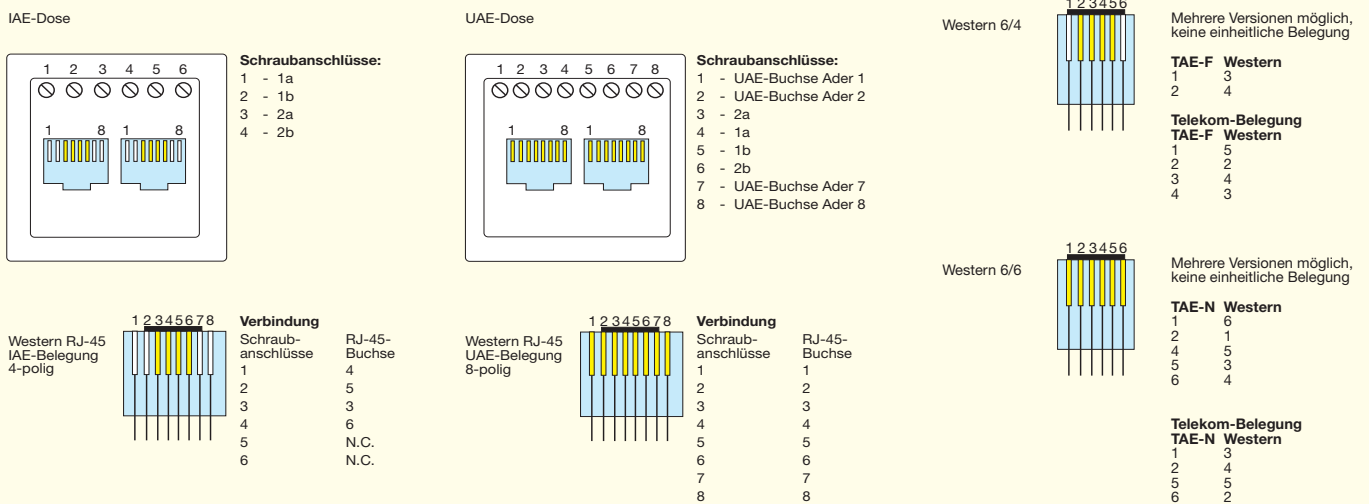 IAE-Dose
1 2 3 4 5 6
1 8 1 8
Schraubanschlüsse:
1 - 1a
2 - 1b
3 - 2a
4 - 2b
Western RJ-45
IAE-Belegung
4-polig
1 2 3 4 5 6 7 8
Verbindung
Schraub- RJ-45-
anschlüsse Buchse
1 4
2 5
3 3
4 6
5 N.C.
6 N.C.
UAE-Dose
1 2 3 4 5 6 7 8
1 8 1 8
Schraubanschlüsse:
1 - UAE-Buchse Ader 1
2 - UAE-Buchse Ader 2
3 - 2a
4 - 1a
5 - 1b
6 - 2b
7 - UAE-Buchse Ader 7
8 - UAE-Buchse Ader 8
Western RJ-45
UAE-Belegung
8-polig
1 2 3 4 5 6 7 8
Verbindung
Schraub- RJ-45-
anschlüsse Buchse
1 1
2 2
3 3
4 4
5 5
6 6
7 7
8 8
Western 6/4
1 2 3 4 5 6
Mehrere Versionen möglich,
keine einheitliche Belegung
TAE-F Western
1 3
2 4
Telekom-Belegung
TAE-F Western
1 5
2 2
3 4
4 3
Western 6/6
1 2 3 4 5 6
Mehrere Versionen möglich,
keine einheitliche Belegung
TAE-N Western
1 6
2 1
4 5
5 3
6 4
Telekom-Belegung
TAE-N Western
1 3
2 4
5 5
6 2